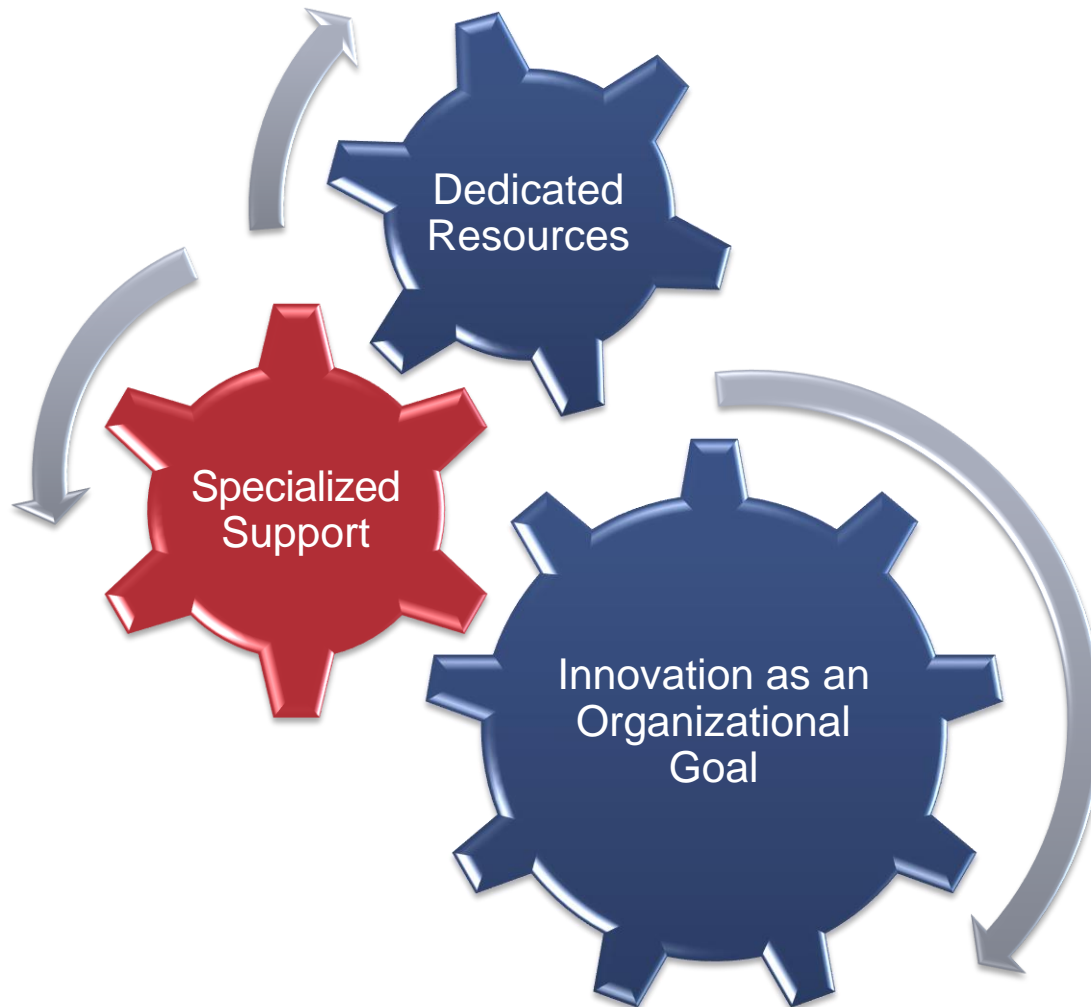 Dedicated
Resources
Specialized
Support
Innovation as an
Organizational
Goal